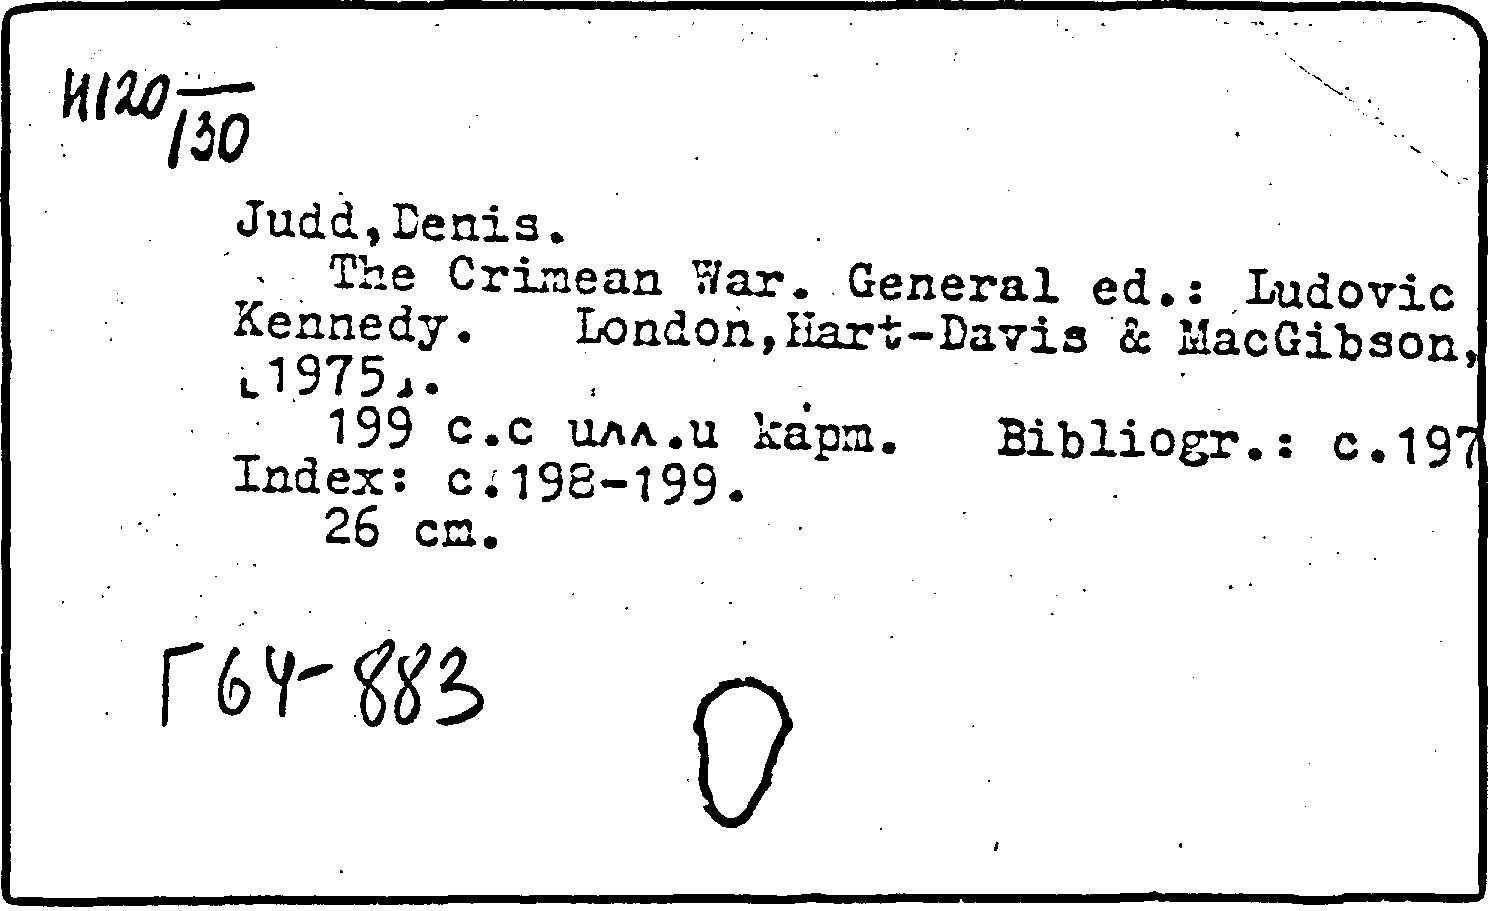 И120
/130
Judd, Denis.
The Crimean War. General ed.: Ludovic
Kennedy. London, Hart-Davis & MacGibson,
[1975].
199 с.с илл.и карт. Bibliogr.: с.197
Index: с.198-199.
26 cm.
Г64-883